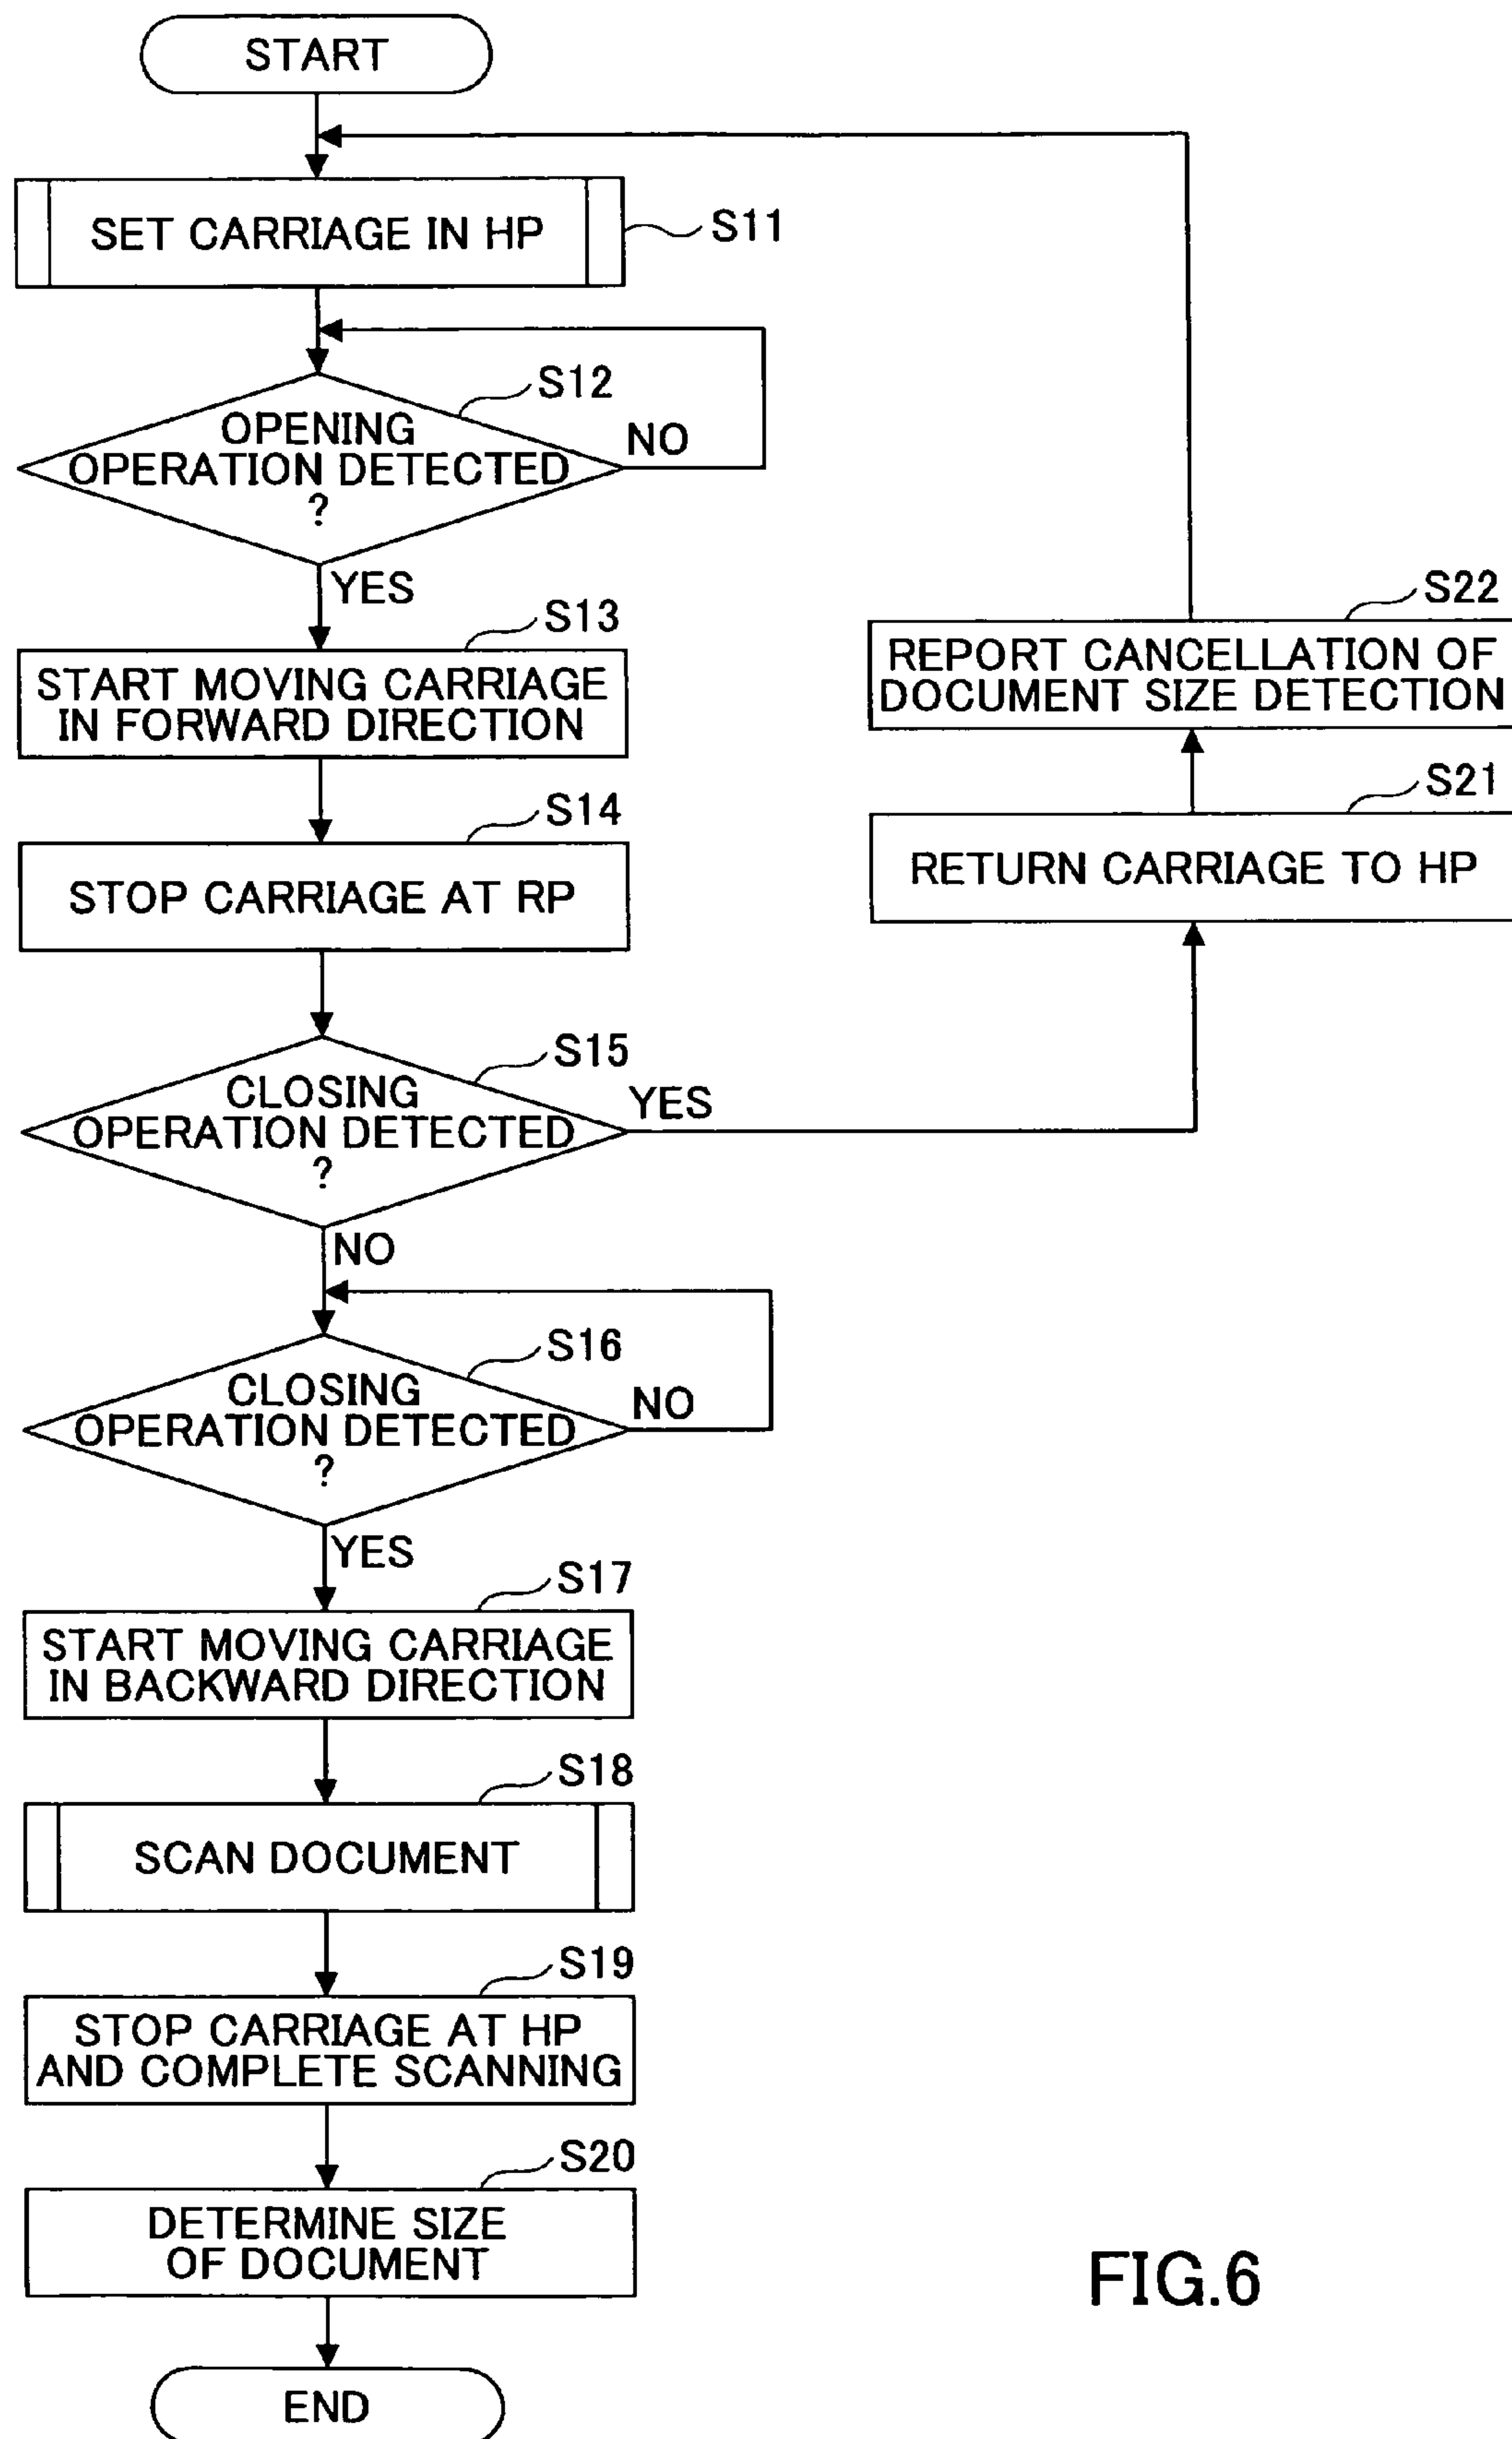 START
SET CARRIAGE IN HP
S11
S12
OPENING
OPERATION DETECTED
?
NO
YES
S13
START MOVING CARRIAGE
IN FORWARD DIRECTION
S14
STOP CARRIAGE AT RP
S15
CLOSING
OPERATION DETECTED
?
YES
NO
S16
CLOSING
OPERATION DETECTED
?
NO
YES
S17
START MOVING CARRIAGE
IN BACKWARD DIRECTION
S18
SCAN DOCUMENT
S19
STOP CARRIAGE AT HP
AND COMPLETE SCANNING
S20
DETERMINE SIZE
OF DOCUMENT
END
S22
REPORT CANCELLATION OF
DOCUMENT SIZE DETECTION
S21
RETURN CARRIAGE TO HP
FIG.6